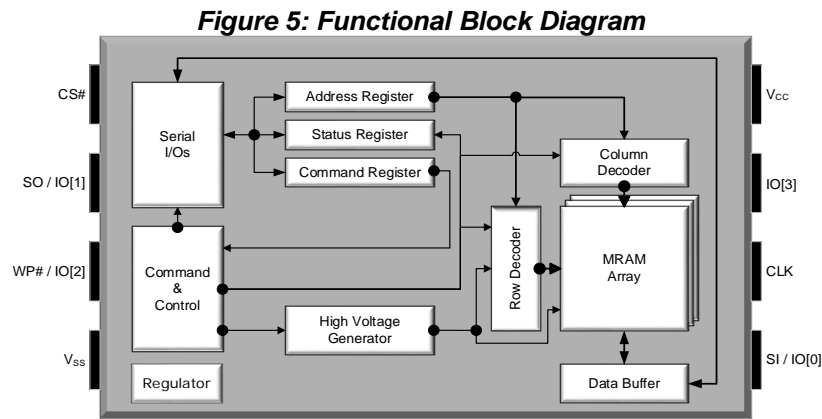 Figure 5: Functional Block Diagram
CS#
SO / IO[1]
WP# / IO[2]
VSS
Serial
I/Os
Command
&
Control
Regulator
Address Register
Status Register
Command Register
High Voltage
Generator
Row Decoder
Column
Decoder
MRAM
Array
Data Buffer
VCC
IO[3]
CLK
SI / IO[0]